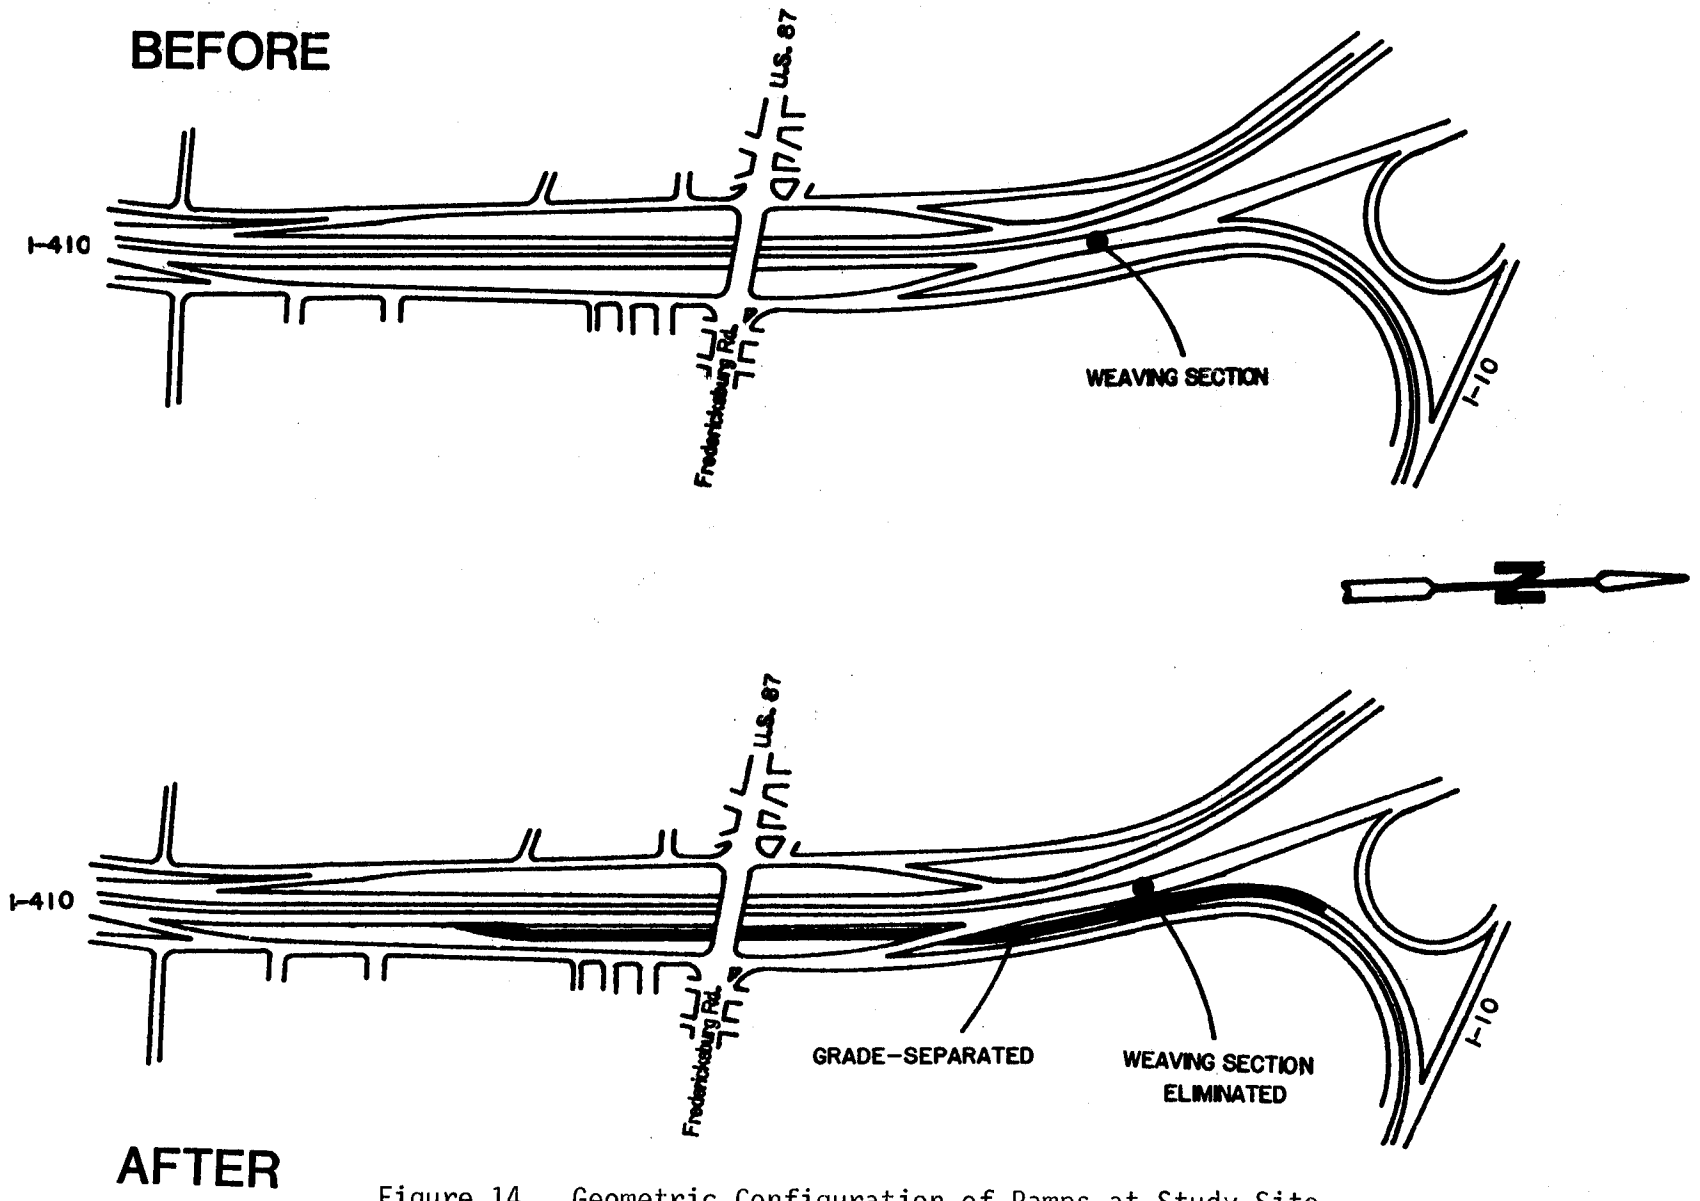 BEFORE
U.S. 87
I-410
WEAVING SECTION
Fredericksburg Rd.
I-10
N
U.S. 87
I-410
GRADE-SEPARATED
WEAVING SECTION
ELIMINATED
Fredericksburg Rd.
I-10
AFTER
Figure 14. Geometric Configuration of Ramps at Study Site